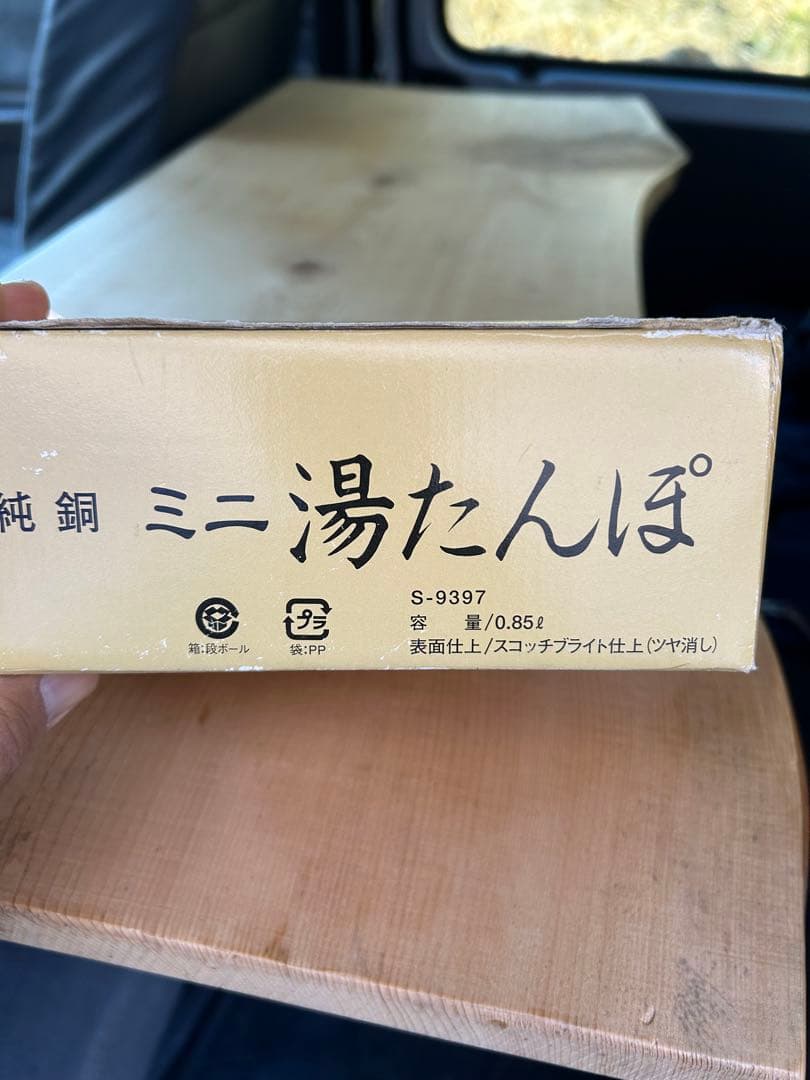 純銅 ミニ湯たんぽ
S-9397
容 量/0.85ℓ
表面仕上/スコッチブライト仕上(ツヤ消し)
プラ
箱:段ボール
袋:PP